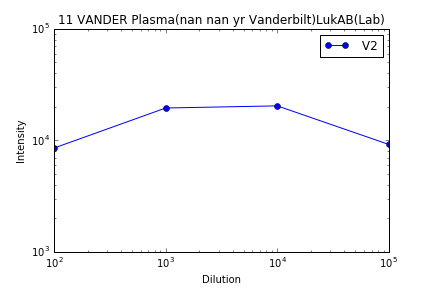 11 VANDER Plasma(nan nan yr Vanderbilt)LukAB(Lab)
V2
10^5
10^4
10^3
Intensity
10^2 10^3 10^4 10^5
Dilution